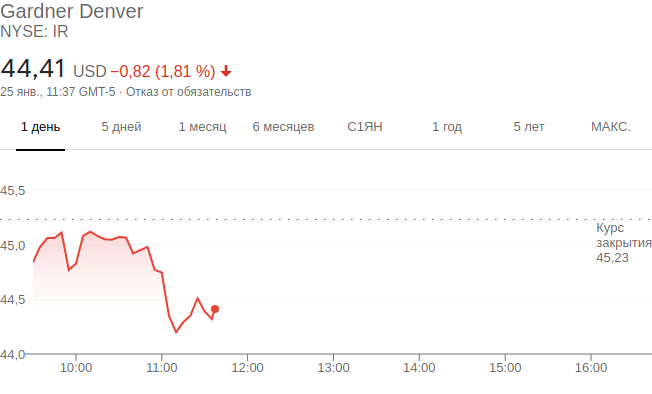 Gardner Denver
NYSE: IR
44,41 USD −0,82 (1,81 %)
25 янв., 11:37 GMT-5 · Отказ от обязательств
1 день 5 дней 1 месяц 6 месяцев С1ЯН 1 год 5 лет МАКС.
45,5
Курс
закрытия
45,23
45,0
44,5
44,0
10:00 11:00 12:00 13:00 14:00 15:00 16:00